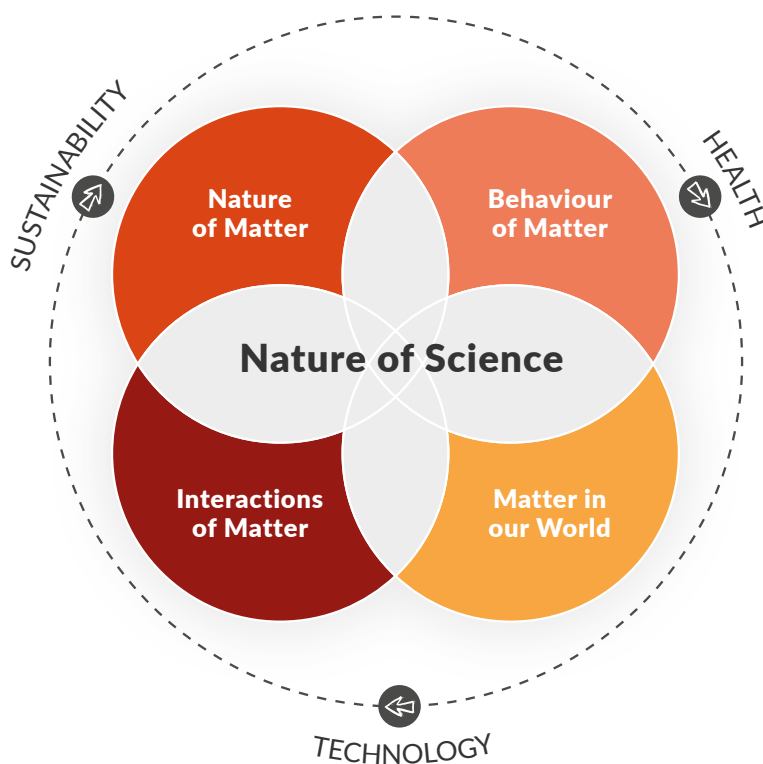 SUSTAINABILITY
HEALTH
Nature
of Matter
Behaviour
of Matter
Nature of Science
Interactions
of Matter
Matter in
our World
TECHNOLOGY